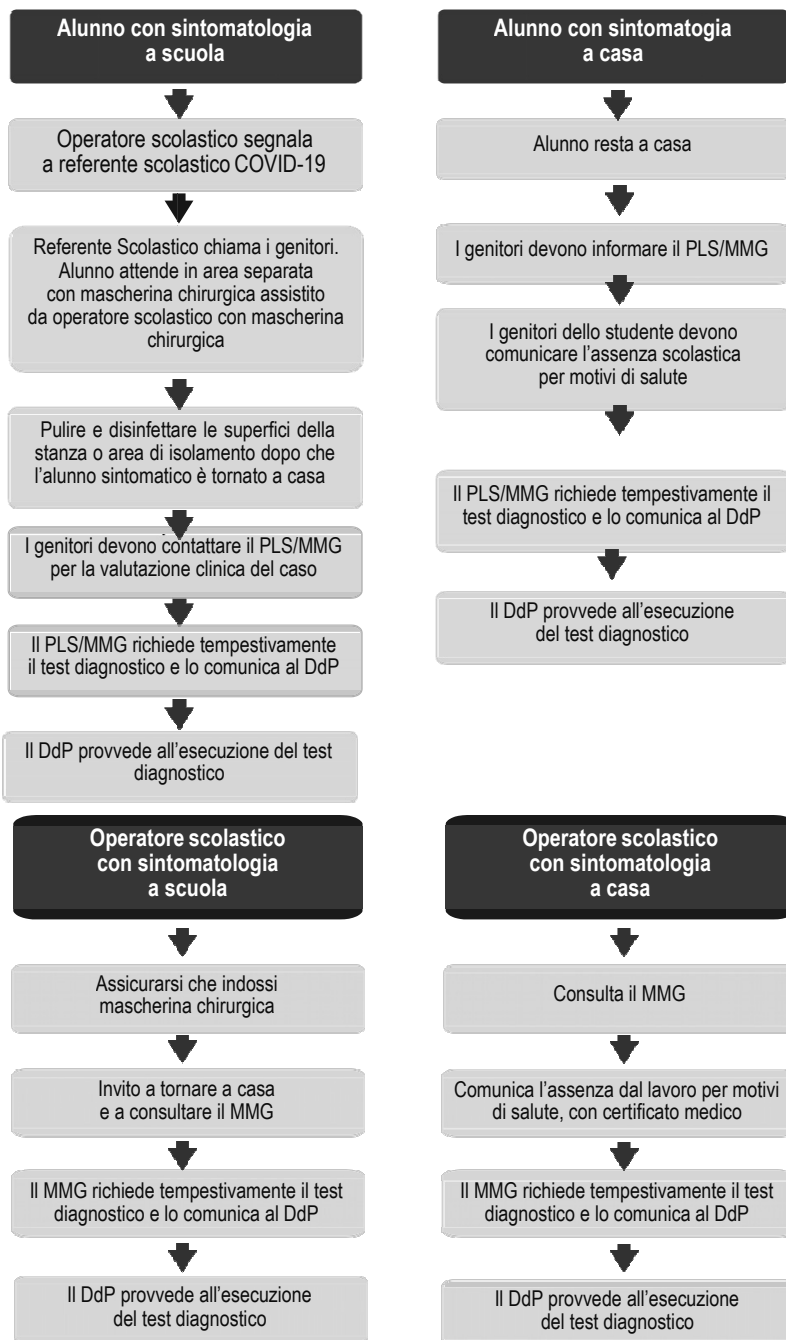 Alunno con sintomatologia
a scuola
Operatore scolastico segnala
a referente scolastico COVID-19
Referente Scolastico chiama i genitori.
Alunno attende in area separata
con mascherina chirurgica assistito
da operatore scolastico con mascherina
chirurgica
Pulire e disinfettare le superfici della
stanza o area di isolamento dopo che
l'alunno sintomatico è tornato a casa
I genitori devono contattare il PLS/MMG
per la valutazione clinica del caso
Il PLS/MMG richiede tempestivamente
il test diagnostico e lo comunica al DdP
Il DdP provvede all'esecuzione del test
diagnostico
Alunno con sintomatogia
a casa
Alunno resta a casa
I genitori devono informare il PLS/MMG
I genitori dello studente devono
comunicare l'assenza scolastica
per motivi di salute
Il PLS/MMG richiede tempestivamente il
test diagnostico e lo comunica al DdP
Il DdP provvede all'esecuzione
del test diagnostico
Operatore scolastico
con sintomatologia
a scuola
Assicurarsi che indossi
mascherina chirurgica
Invito a tornare a casa
e a consultare il MMG
Il MMG richiede tempestivamente il test
diagnostico e lo comunica al DdP
Il DdP provvede all'esecuzione
del test diagnostico
Operatore scolastico
con sintomatologia
a casa
Consulta il MMG
Comunica l'assenza dal lavoro per motivi
di salute, con certificato medico
Il MMG richiede tempestivamente il test
diagnostico e lo comunica al DdP
Il DdP provvede all'esecuzione
del test diagnostico